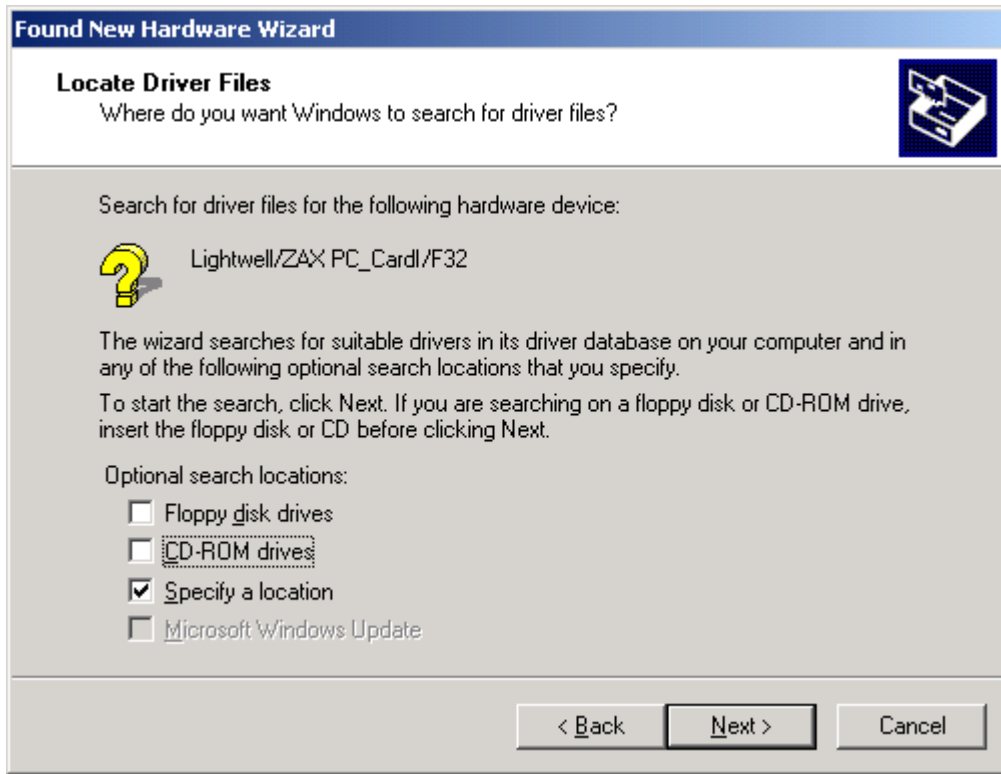 Found New Hardware Wizard
Locate Driver Files
Where do you want Windows to search for driver files?
Search for driver files for the following hardware device:
Lightwell/ZAX PC_CardI/F32
The wizard searches for suitable drivers in its driver database on your computer and in
any of the following optional search locations that you specify.
To start the search, click Next. If you are searching on a floppy disk or CD-ROM drive,
insert the floppy disk or CD before clicking Next.
Optional search locations:
Floppy disk drives
CD-ROM drives
Specify a location
Microsoft Windows Update
< Back Next > Cancel